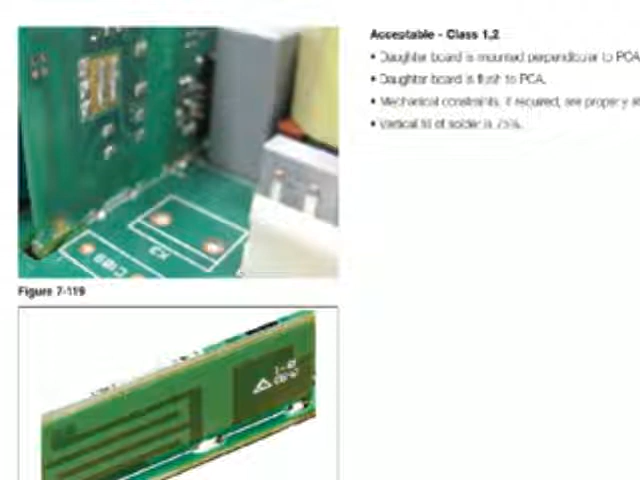 Acceptable - Class 1,2
• Daughter board is mounted perpendicular to PCA
• Daughter board is flush to PCA.
• Mechanical constraints, if required, are properly
• Vertical fill of solder is 75%.
C109
Figure 7-119